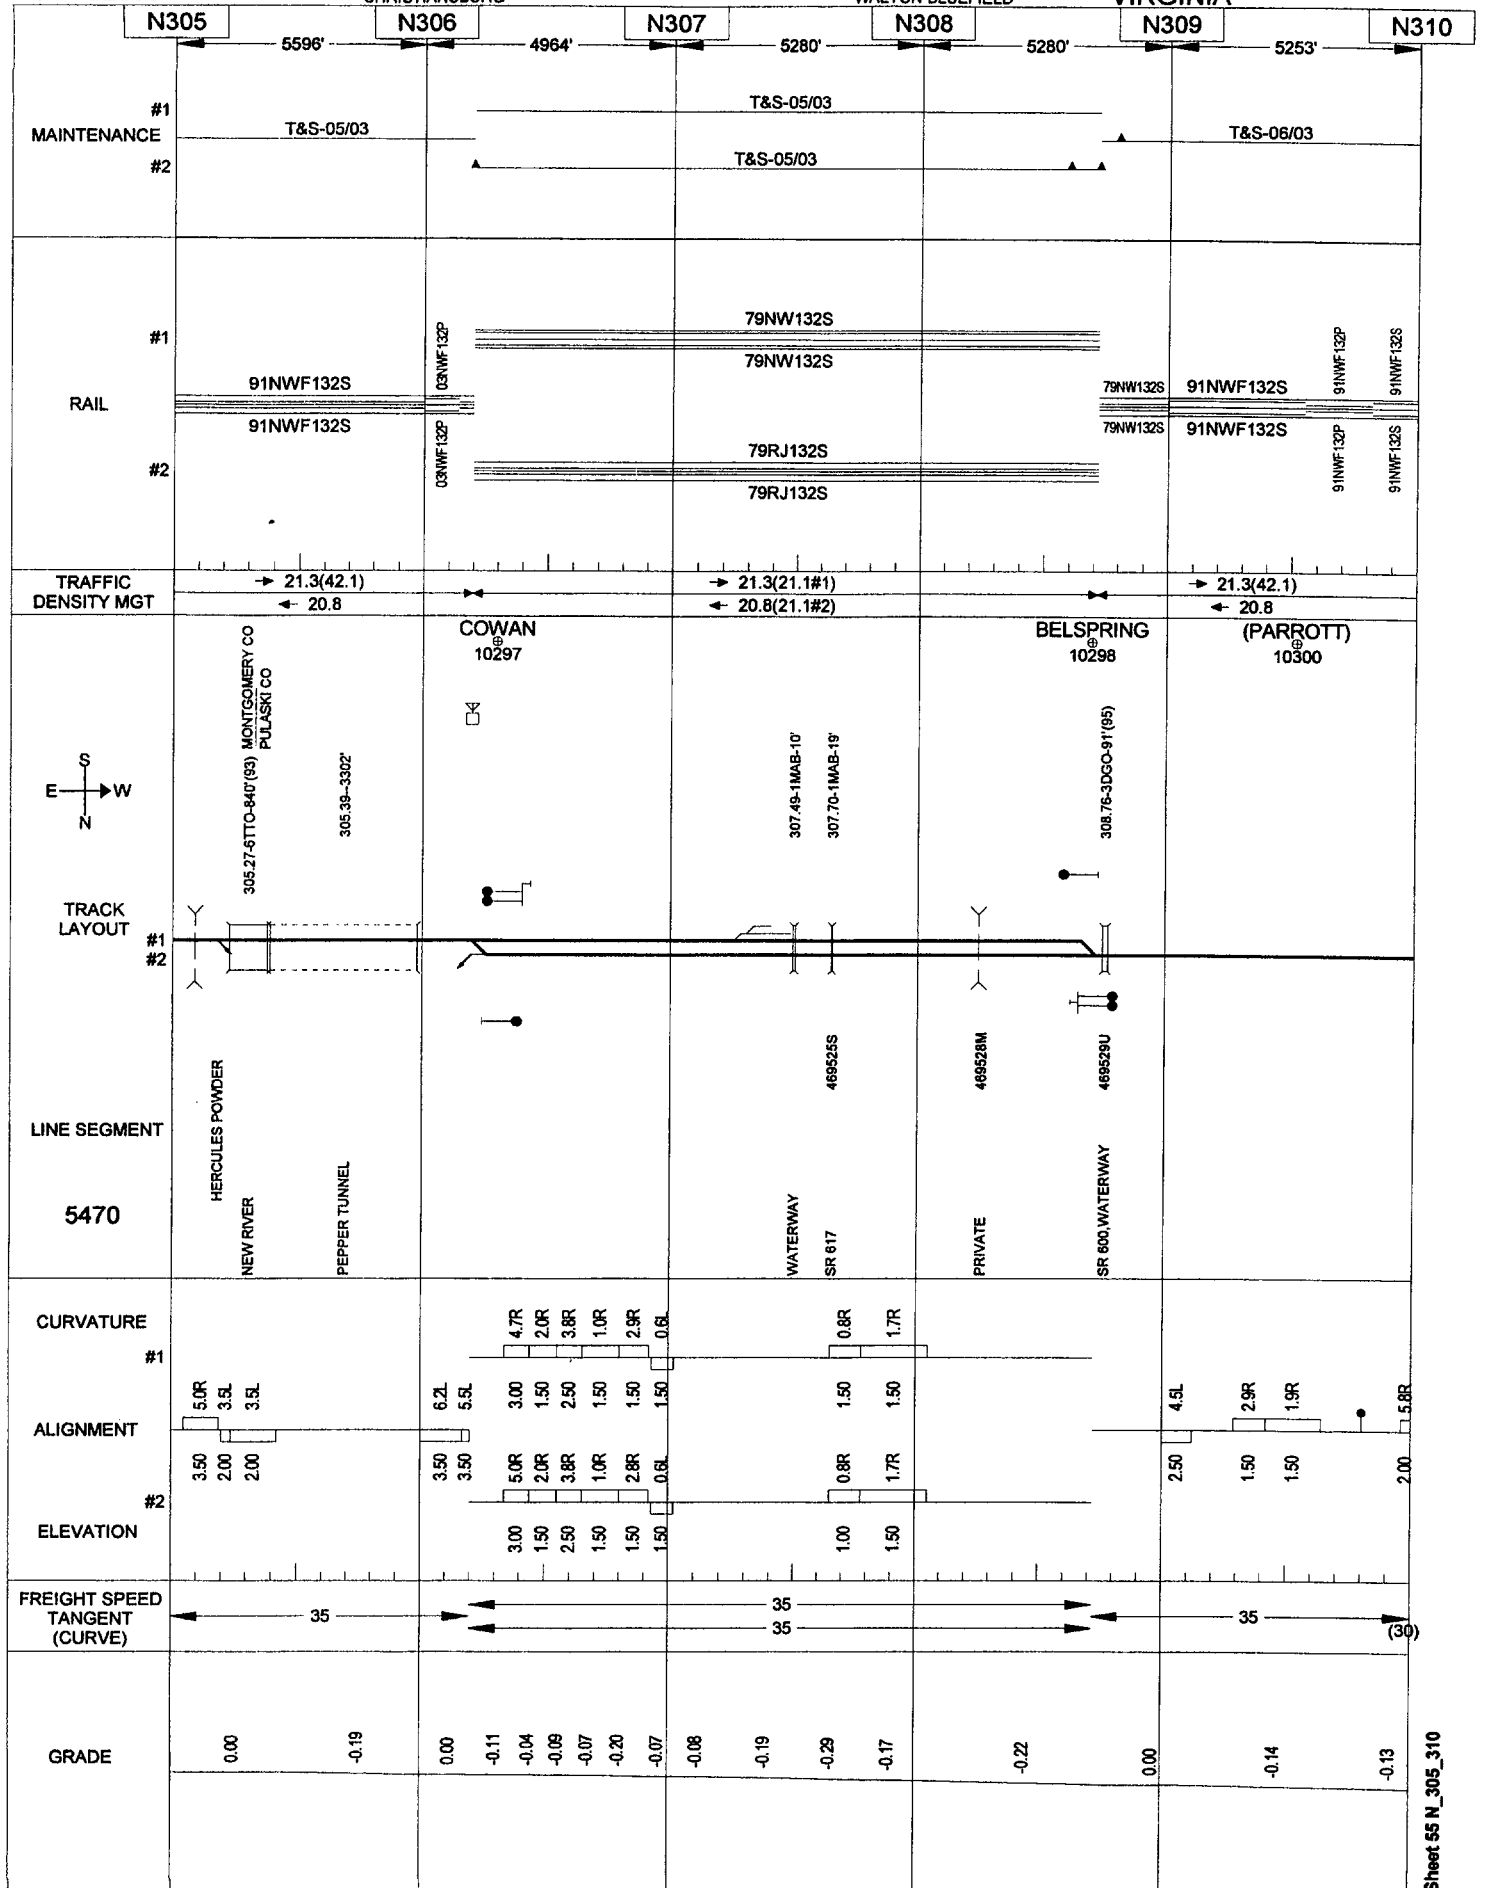 VIRGINIA
N305 N306 N307 N308 N309 N310
5596' 4964' 5280' 5280' 5253'
#1 T&S-05/03
MAINTENANCE T&S-05/03 T&S-06/03
#2 T&S-05/03
#1 79NW132S
79NW132S
03NWF132P
91NWF132S 79NW132S 91NWF132S 91NWF132P 91NWF132S
RAIL
91NWF132S 79NW132S 91NWF132S 91NWF132P 91NWF132S
03NWF132P
#2 79RJ132S
79RJ132S
TRAFFIC
DENSITY MGT
→ 21.3(42.1) → 21.3(21.1#1) → 21.3(42.1)
← 20.8 ← 20.8(21.1#2) ← 20.8
COWAN BELSPRING (PARROTT)
10297 10298 10300
305.27-6TTO-840'(93) MONTGOMERY CO
PULASKI CO
305.39--3302'
307.49-1MAB-10'
307.70-1MAB-19'
308.76-3DGO-91'(95)
S
E W
N
TRACK
LAYOUT
#1
#2
469525S 469528M 469529U
LINE SEGMENT
5470
HERCULES POWDER
NEW RIVER
PEPPER TUNNEL
WATERWAY
SR 617
PRIVATE
SR 600,WATERWAY
CURVATURE
4.7R 2.0R 3.8R 1.0R 2.9R 0.6L 0.8R 1.7R
#1
3.00 1.50 2.50 1.50 1.50 1.50 1.50 1.50
5.0R 3.5L 3.5L 6.2L 5.5L 4.5L 2.9R 1.9R 5.8R
ALIGNMENT
3.50 2.00 2.00 3.50 3.50 2.50 1.50 1.50 2.00
5.0R 2.0R 3.8R 1.0R 2.8R 0.6L 0.8R 1.7R
#2
ELEVATION
3.00 1.50 2.50 1.50 1.50 1.50 1.00 1.50
FREIGHT SPEED
TANGENT
(CURVE)
35 35 35
35 (30)
GRADE
0.00 -0.19 0.00 -0.11 -0.04 -0.09 -0.07 -0.20 -0.07 -0.08 -0.19 -0.29 -0.17 -0.22 0.00 -0.14 -0.13
Sheet 55 N_305_310